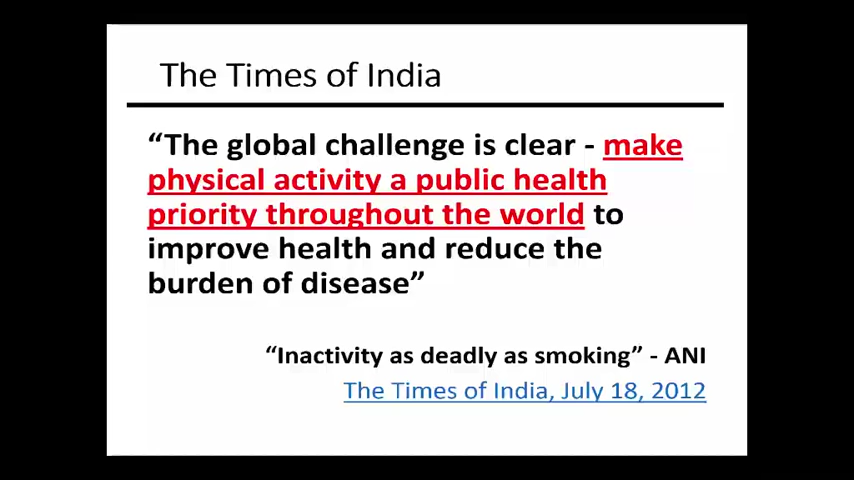 The Times of India
“The global challenge is clear - make
physical activity a public health
priority throughout the world to
improve health and reduce the
burden of disease”
“Inactivity as deadly as smoking” - ANI
The Times of India, July 18, 2012